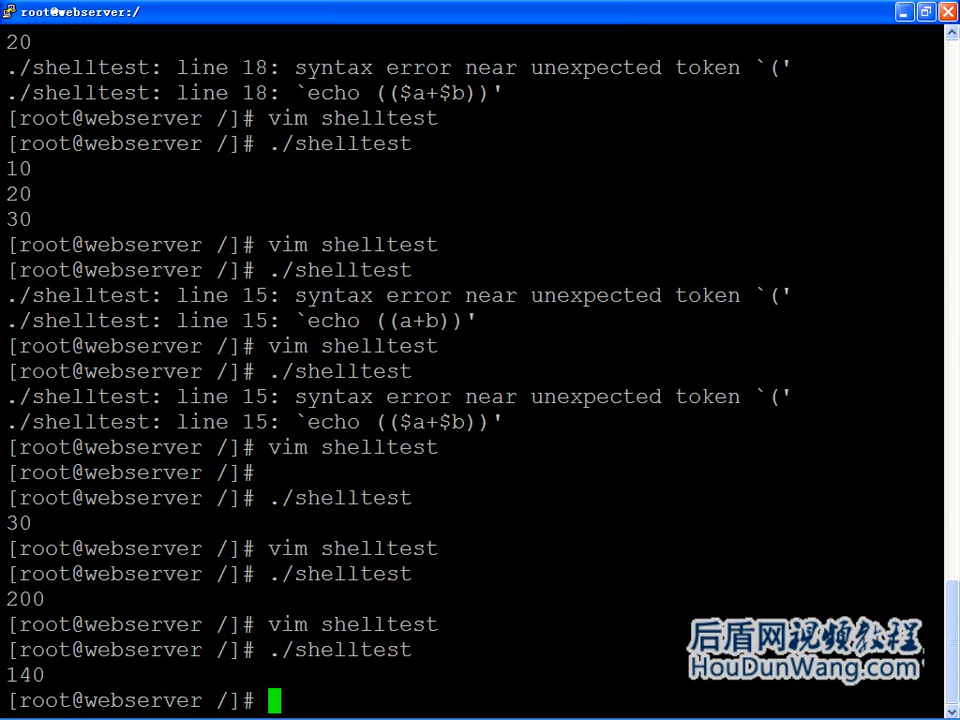 root@webserver:/
20
./shelltest: line 18: syntax error near unexpected token `('
./shelltest: line 18: `echo (($a+$b))'
[root@webserver /]# vim shelltest
[root@webserver /]# ./shelltest
10
20
30
[root@webserver /]# vim shelltest
[root@webserver /]# ./shelltest
./shelltest: line 15: syntax error near unexpected token `('
./shelltest: line 15: `echo ((a+b))'
[root@webserver /]# vim shelltest
[root@webserver /]# ./shelltest
./shelltest: line 15: syntax error near unexpected token `('
./shelltest: line 15: `echo (($a+$b))'
[root@webserver /]# vim shelltest
[root@webserver /]#
[root@webserver /]# ./shelltest
30
[root@webserver /]# vim shelltest
[root@webserver /]# ./shelltest
200
[root@webserver /]# vim shelltest
[root@webserver /]# ./shelltest
140
[root@webserver /]#
后盾网视频教程
HouDunWang.com